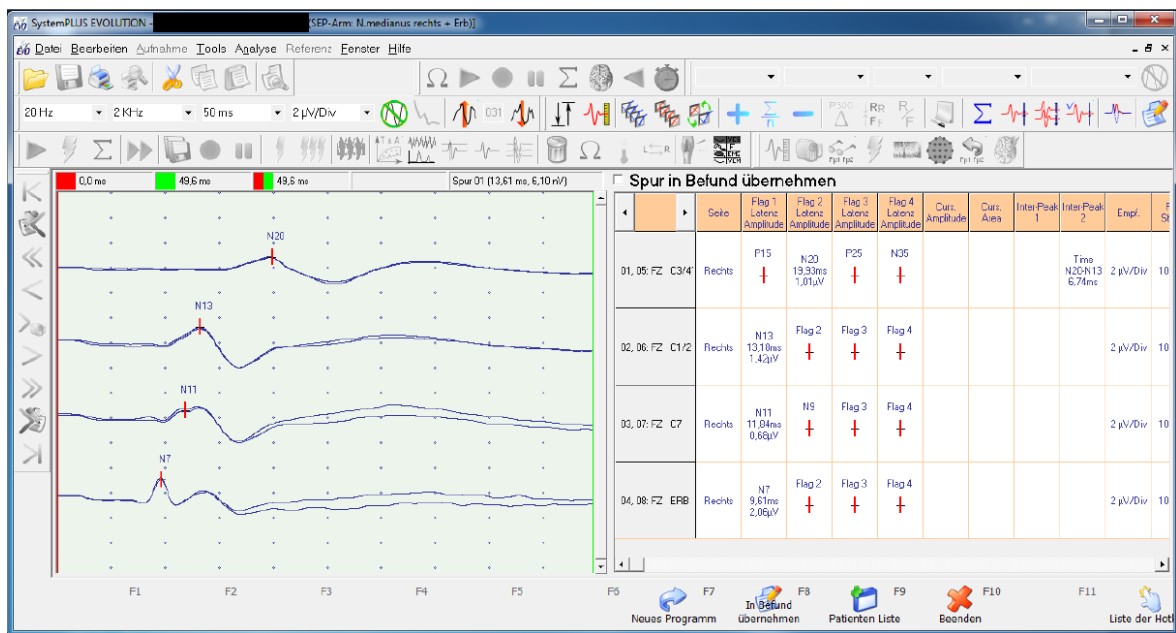 SystemPLUS EVOLUTION - (SEP-Arm: N.medianus rechts + Erb)]
Datei Bearbeiten Aufnahme Tools Analyse Referenz Fenster Hilfe
20 Hz 2 KHz 50 ms 2 µV/Div 031 P300
0,0 ms 49,6 ms 49,6 ms Spur 01 (13,61 ms, 6,10 nV)
Spur in Befund übernehmen
Seite Flag 1 Latenz Amplitude Flag 2 Latenz Amplitude Flag 3 Latenz Amplitude Flag 4 Latenz Amplitude Curs. Amplitude Curs. Area Inter-Peak 1 Inter-Peak 2 Empf.
N20
N13
N11
N7
01, 05: FZ C3/4' Rechts P15 N20 19,93ms 1,01µV P25 N35 Time N20-N13 6,74ms 2 µV/Div 10
02, 06: FZ C1/2 Rechts N13 13,18ms 1,42µV Flag 2 Flag 3 Flag 4 2 µV/Div 10
03, 07: FZ C7 Rechts N11 11,04ms 0,68µV N9 Flag 3 Flag 4 2 µV/Div 10
04, 08: FZ ERB Rechts N7 9,61ms 2,06µV Flag 2 Flag 3 Flag 4 2 µV/Div 10
F1 F2 F3 F4 F5 F6 F7 F8 F9 F10 F11
Neues Programm In Befund übernehmen Patienten Liste Beenden Liste der